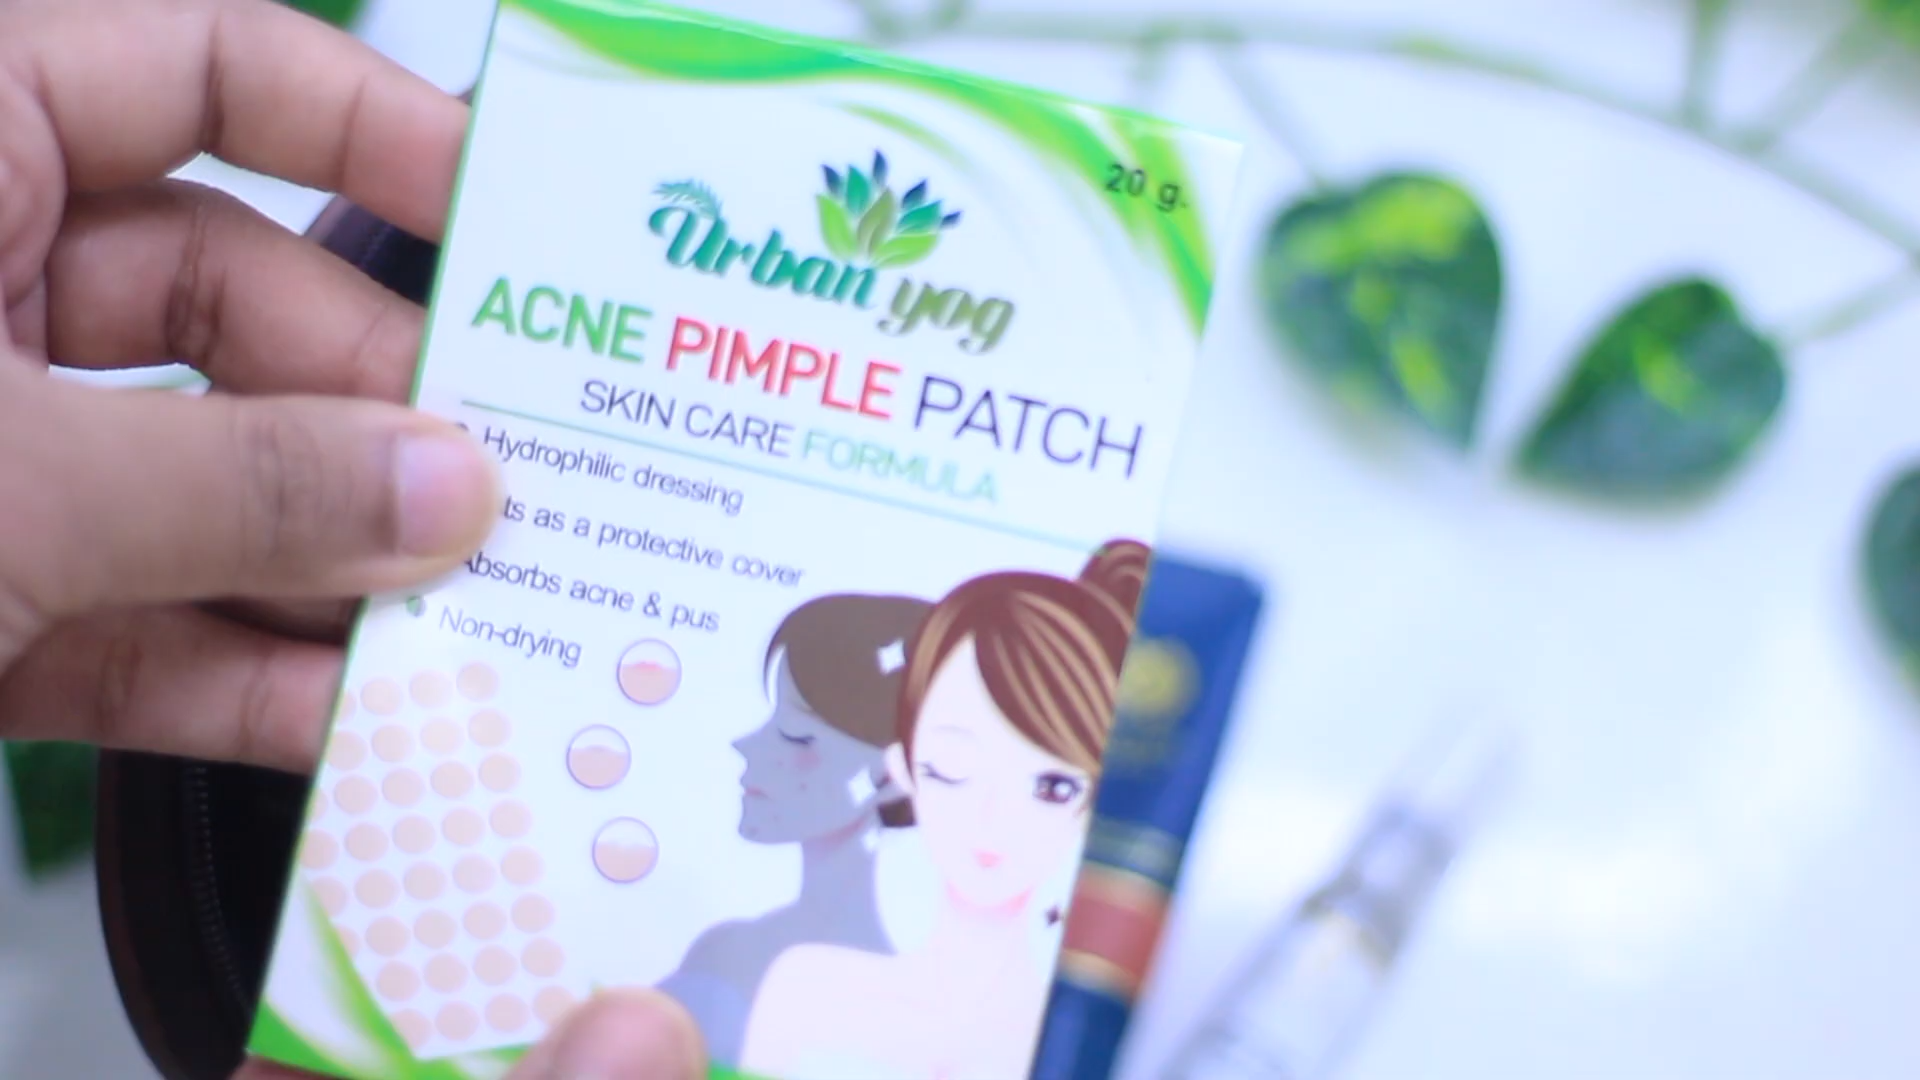 20 g.
Urban yog
ACNE PIMPLE PATCH
SKIN CARE FORMULA
Hydrophilic dressing
as a protective cover
Absorbs acne & pus
Non-drying